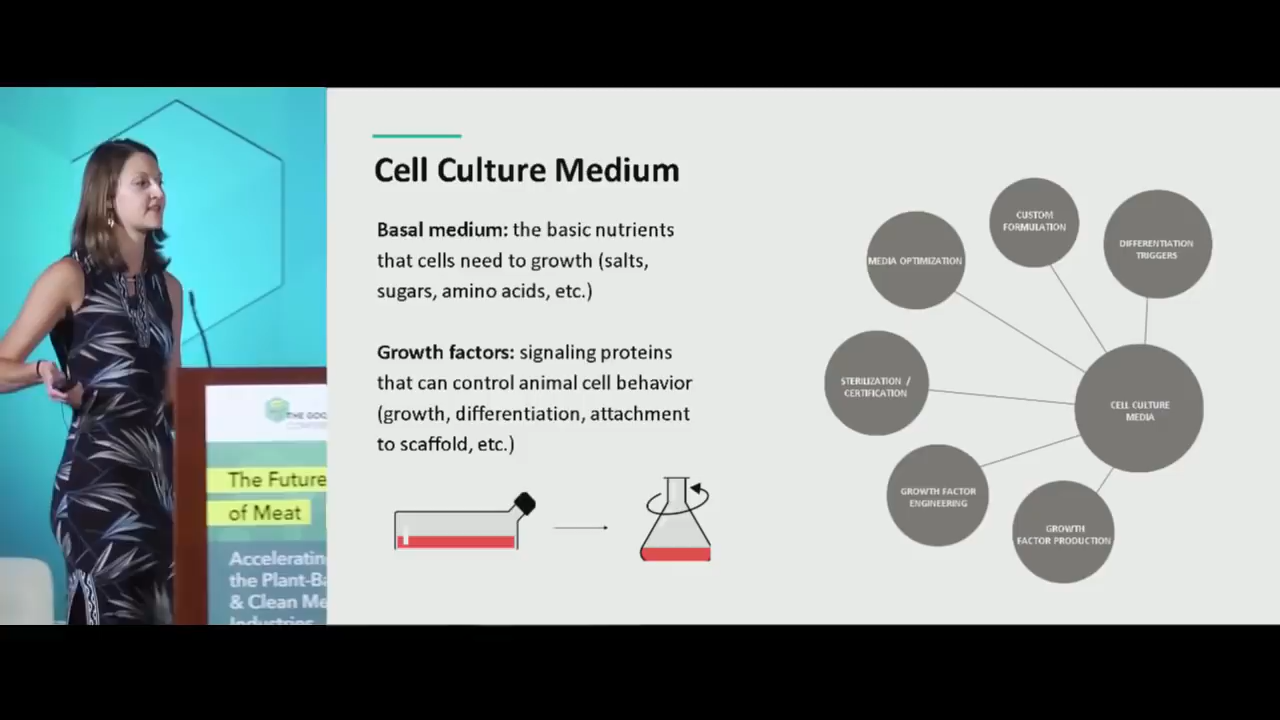 Cell Culture Medium
Basal medium: the basic nutrients
that cells need to growth (salts,
sugars, amino acids, etc.)
Growth factors: signaling proteins
that can control animal cell behavior
(growth, differentiation, attachment
to scaffold, etc.)
CUSTOM
FORMULATION
DIFFERENTIATION
TRIGGERS
MEDIA OPTIMIZATION
STERILIZATION /
CERTIFICATION
CELL CULTURE
MEDIA
GROWTH FACTOR
ENGINEERING
GROWTH
FACTOR PRODUCTION
THE GOO
The Future
of Meat
Acceleratin
the Plant-Ba
& Clean Me
Industries